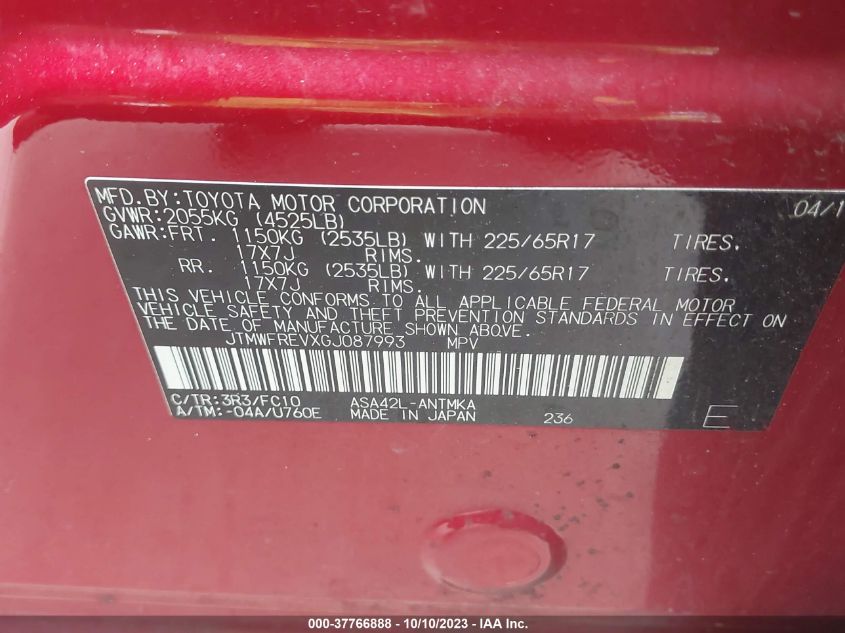 MFD.BY:TOYOTA MOTOR CORPORATION 04/1
GVWR:2055KG (4525LB)
GAWR:FRT. 1150KG (2535LB) WITH 225/65R17 TIRES,
17X7J RIMS.
RR. 1150KG (2535LB) WITH 225/65R17 TIRES,
17X7J RIMS.
THIS VEHICLE CONFORMS TO ALL APPLICABLE FEDERAL MOTOR
VEHICLE SAFETY AND THEFT PREVENTION STANDARDS IN EFFECT ON
THE DATE OF MANUFACTURE SHOWN ABOVE.
JTMWFREVXGJ087993 MPV
C/TR:3R3/FC10 ASA42L-ANTMKA
A/TM:-04A/U760E MADE IN JAPAN 236 E
000-37766888 - 10/10/2023 - IAA Inc.